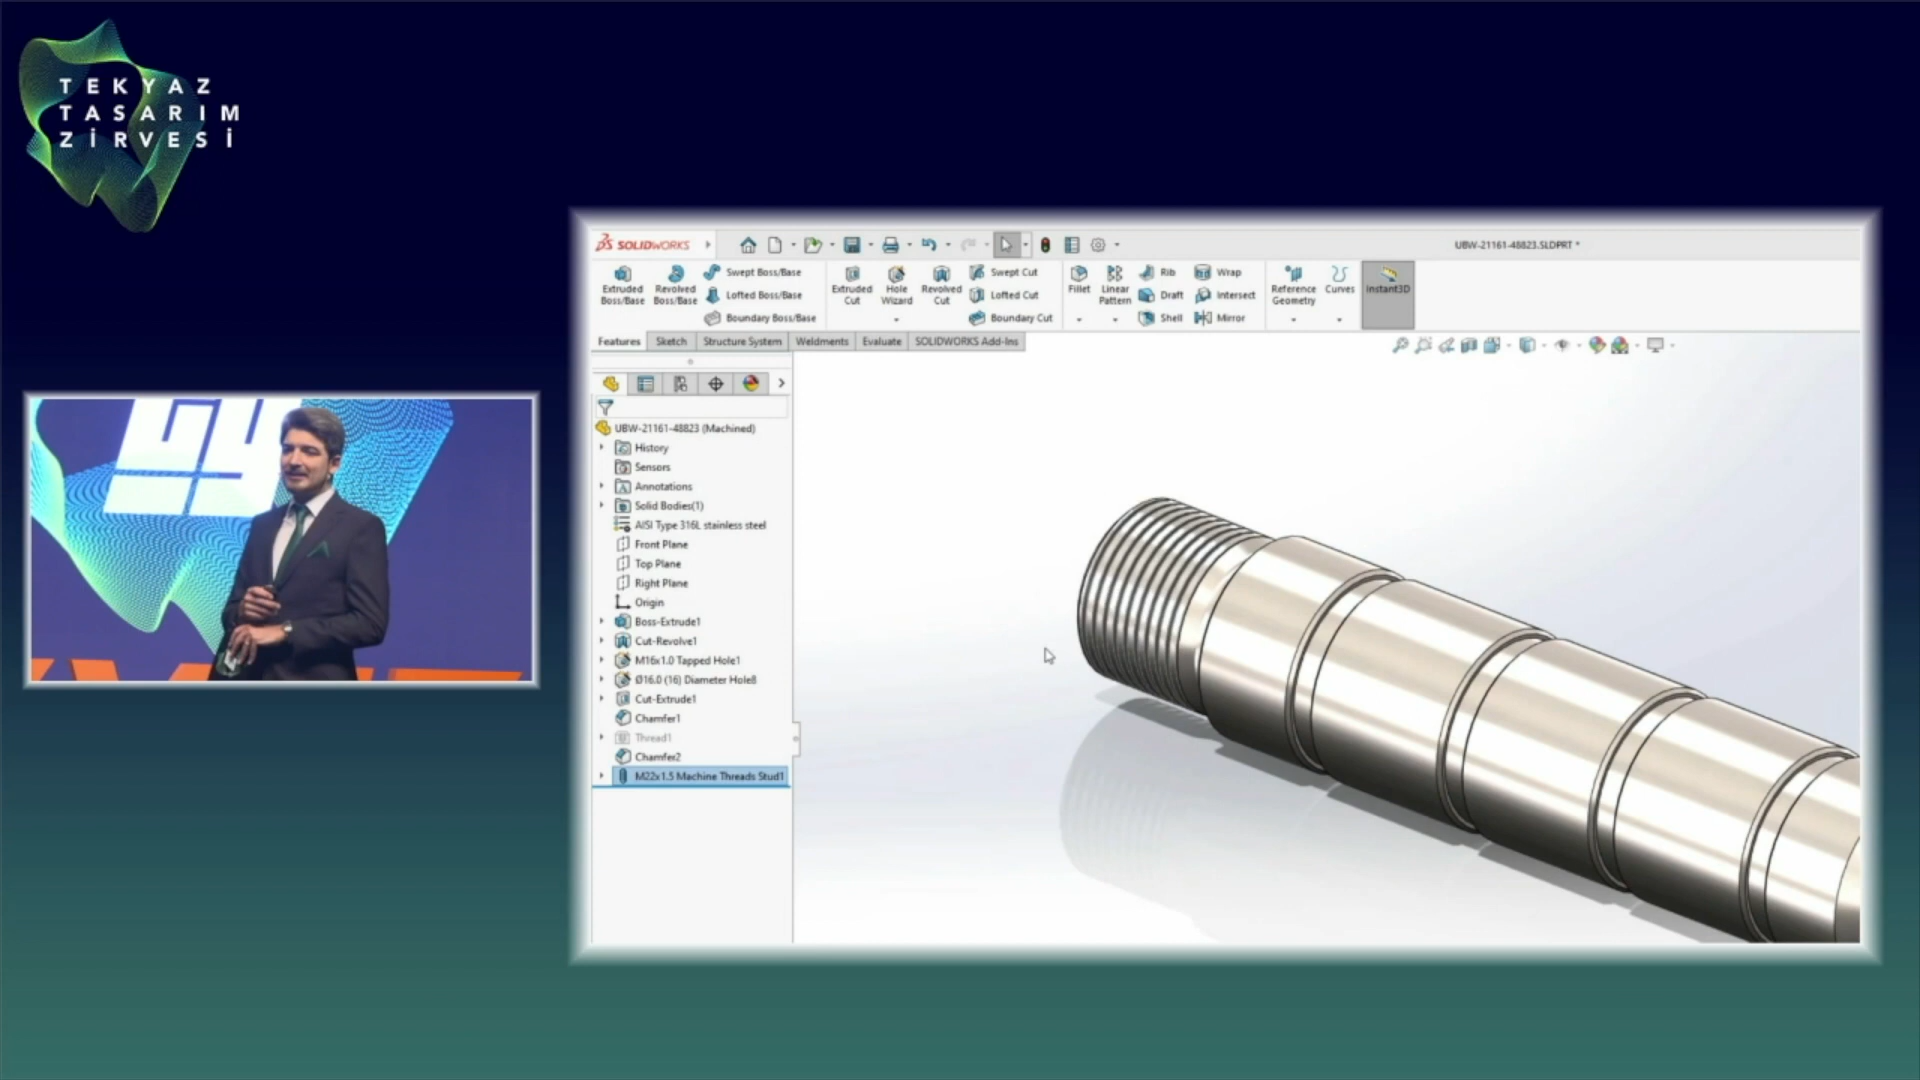 TEKYAZ
TASARIM
ZİRVESİ
SOLIDWORKS
UBW-21161-48823.SLDPRT *
Extruded Boss/Base
Revolved Boss/Base
Swept Boss/Base
Lofted Boss/Base
Boundary Boss/Base
Extruded Cut
Hole Wizard
Revolved Cut
Swept Cut
Lofted Cut
Boundary Cut
Fillet
Linear Pattern
Rib
Draft
Shell
Wrap
Intersect
Mirror
Reference Geometry
Curves
Instant3D
Features
Sketch
Structure System
Weldments
Evaluate
SOLIDWORKS Add-Ins
UBW-21161-48823 (Machined)
History
Sensors
Annotations
Solid Bodies(1)
AISI Type 316L stainless steel
Front Plane
Top Plane
Right Plane
Origin
Boss-Extrude1
Cut-Revolve1
M16x1.0 Tapped Hole1
Ø16.0 (16) Diameter Hole8
Cut-Extrude1
Chamfer1
Thread1
Chamfer2
M22x1.5 Machine Threads Stud1